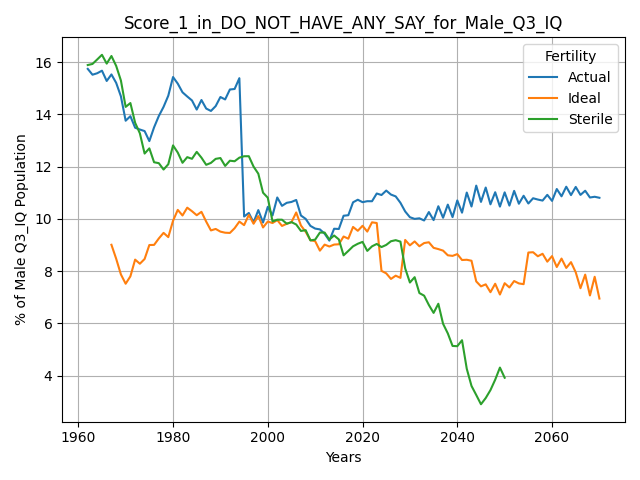 Score_1_in_DO_NOT_HAVE_ANY_SAY_for_Male_Q3_IQ
% of Male Q3_IQ Population
16
14
12
10
8
6
4
Fertility
Actual
Ideal
Sterile
1960 1980 2000 2020 2040 2060
Years